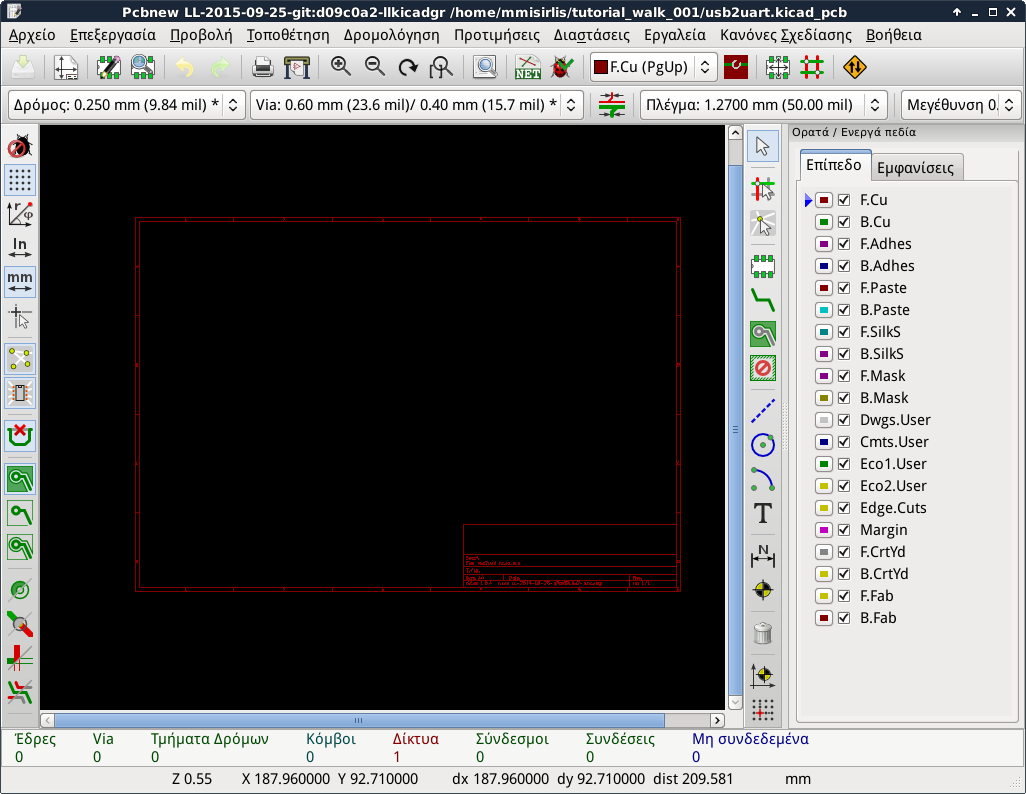 Pcbnew LL-2015-09-25-git:d09c0a2-llkicadgr /home/mmisirlis/tutorial_walk_001/usb2uart.kicad_pcb
Αρχείο Επεξεργασία Προβολή Τοποθέτηση Δρομολόγηση Προτιμήσεις Διαστάσεις Εργαλεία Κανόνες Σχεδίασης Βοήθεια
NET F.Cu (PgUp)
Δρόμος: 0.250 mm (9.84 mil) * Via: 0.60 mm (23.6 mil)/ 0.40 mm (15.7 mil) * Πλέγμα: 1.2700 mm (50.00 mil) Μεγέθυνση 0.
Ορατά / Ενεργά πεδία
Επίπεδο Εμφανίσεις
r φ
In
mm
T
N
F.Cu
B.Cu
F.Adhes
B.Adhes
F.Paste
B.Paste
F.SilkS
B.SilkS
F.Mask
B.Mask
Dwgs.User
Cmts.User
Eco1.User
Eco2.User
Edge.Cuts
Margin
F.CrtYd
B.CrtYd
F.Fab
B.Fab
Έδρες Via Τμήματα Δρόμων Κόμβοι Δίκτυα Σύνδεσμοι Συνδέσεις Μη συνδεδεμένα
0 0 0 0 1 0 0 0
Z 0.55 X 187.960000 Y 92.710000 dx 187.960000 dy 92.710000 dist 209.581 mm